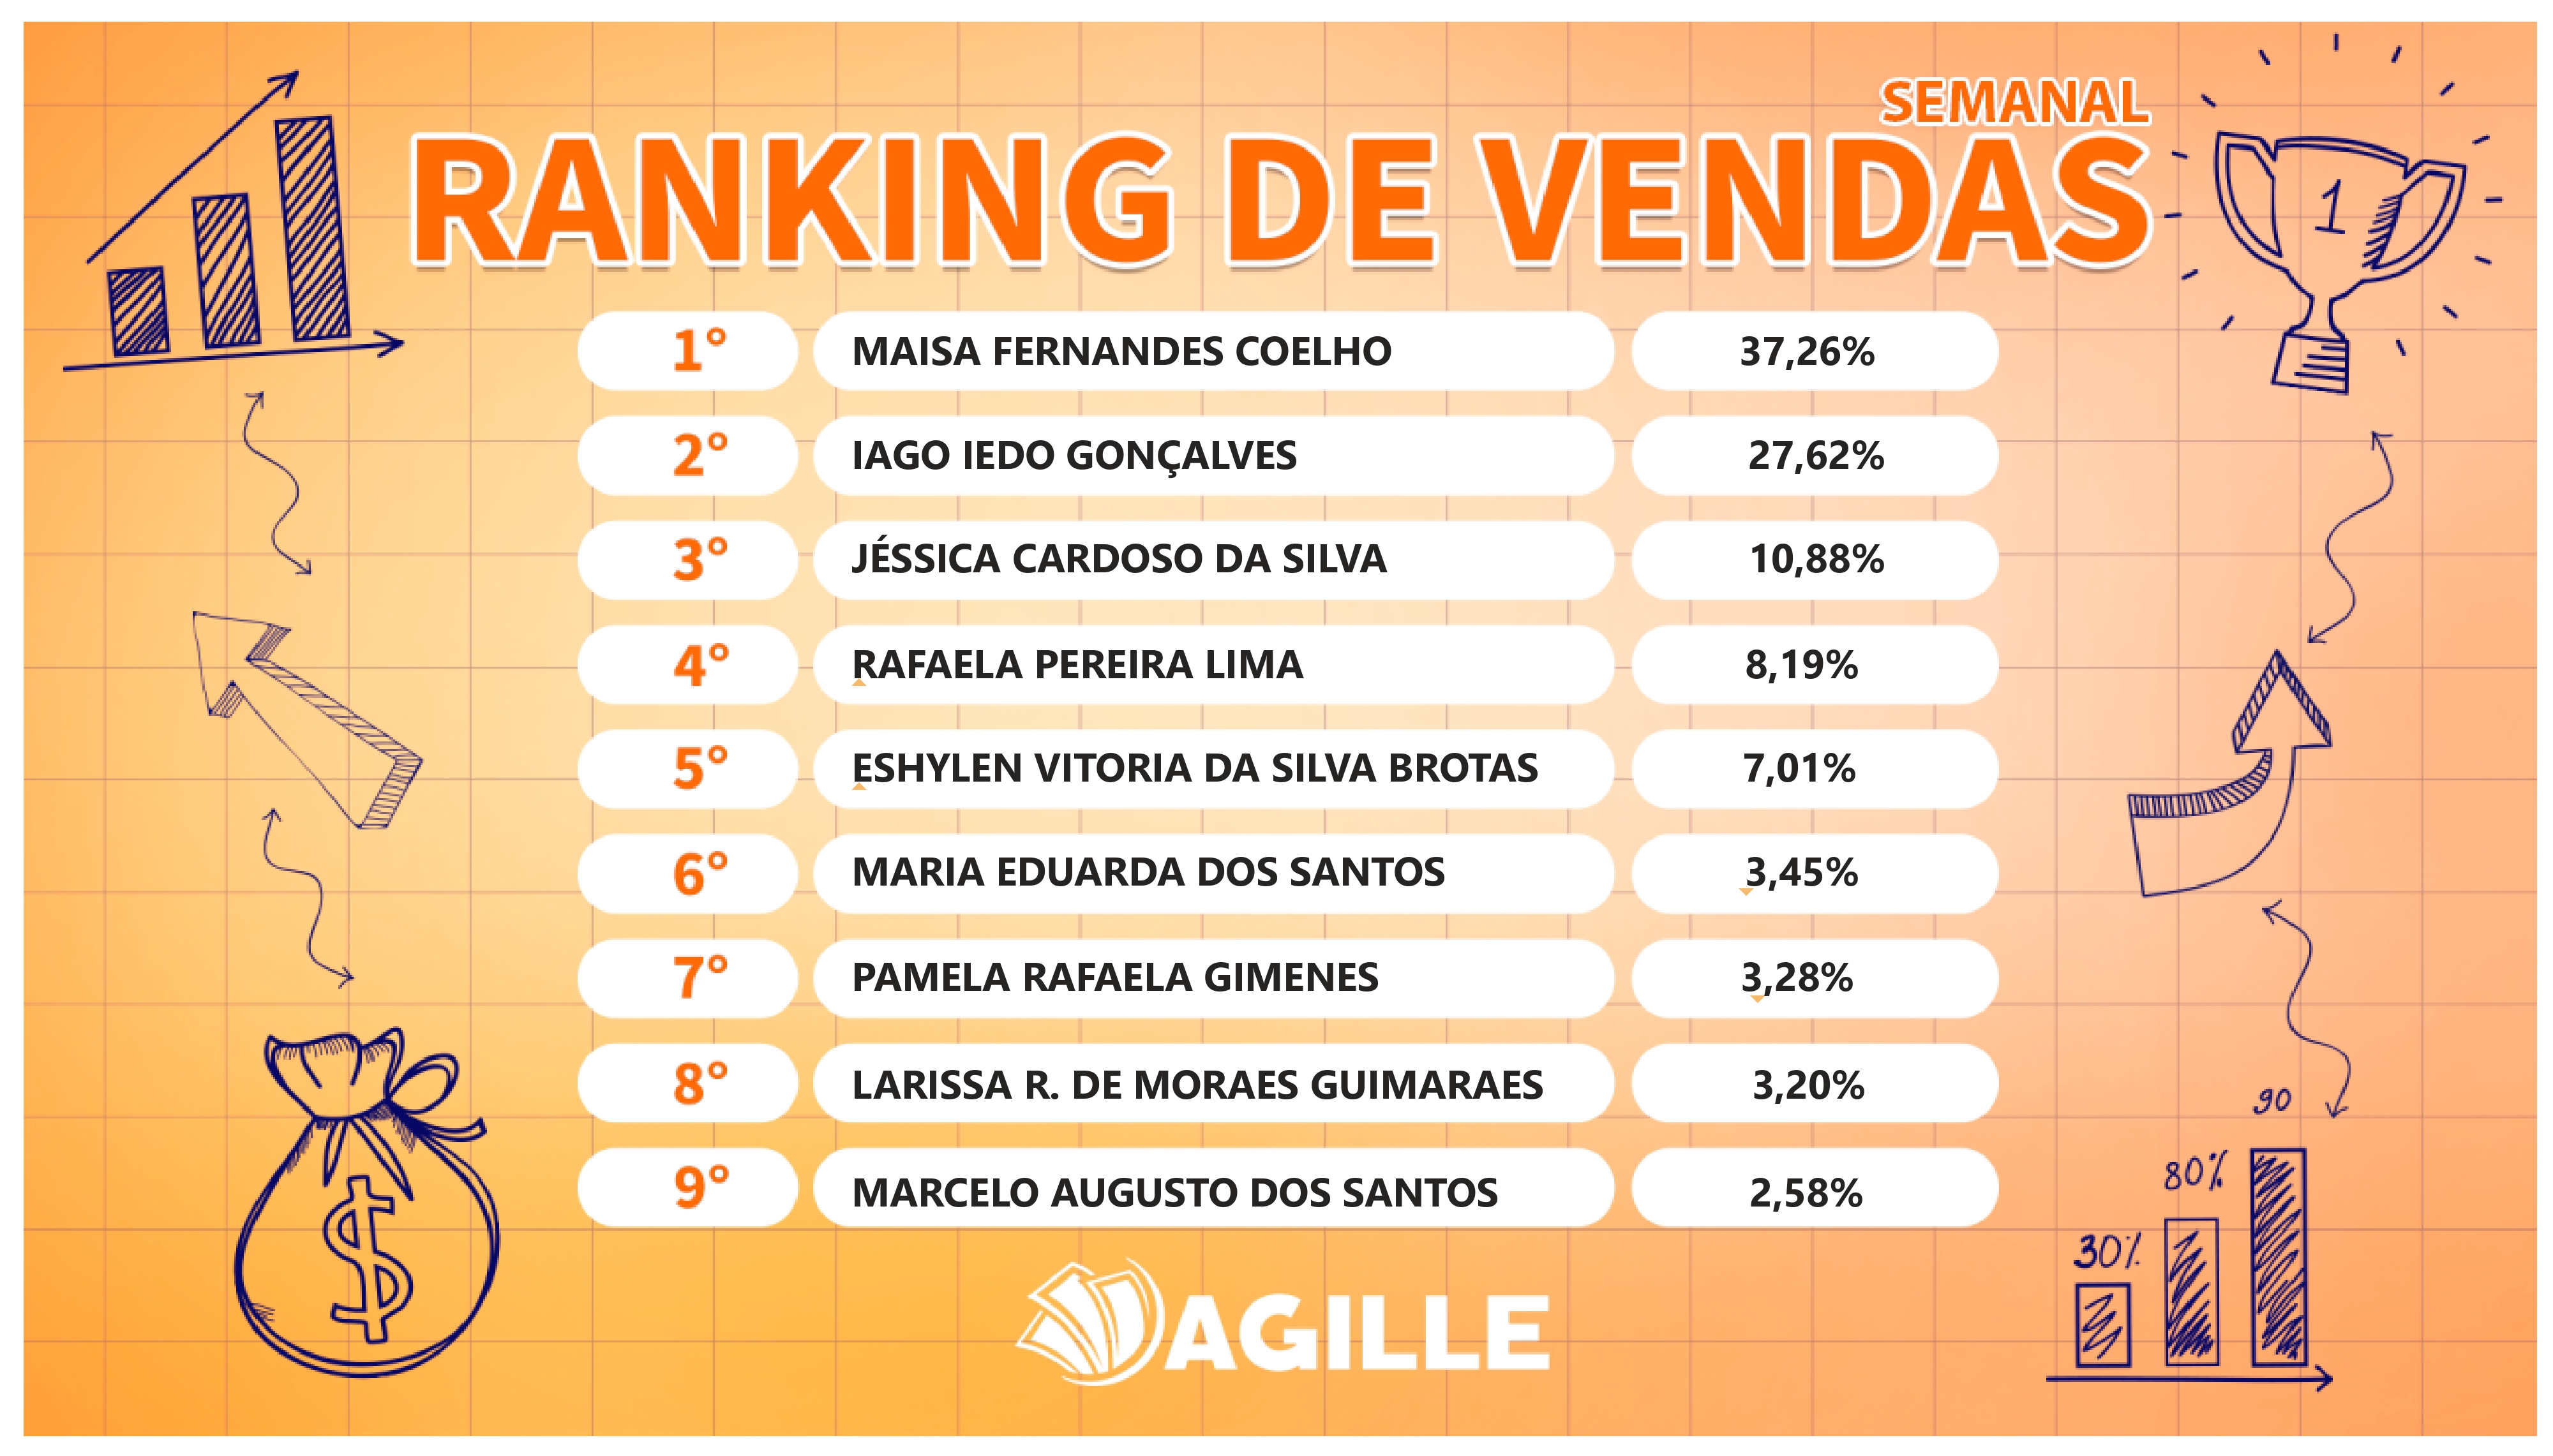 SEMANAL
RANKING DE VENDAS
1
1° MAISA FERNANDES COELHO 37,26%
2° IAGO IEDO GONÇALVES 27,62%
3° JÉSSICA CARDOSO DA SILVA 10,88%
4° RAFAELA PEREIRA LIMA 8,19%
5° ESHYLEN VITORIA DA SILVA BROTAS 7,01%
6° MARIA EDUARDA DOS SANTOS 3,45%
7° PAMELA RAFAELA GIMENES 3,28%
8° LARISSA R. DE MORAES GUIMARAES 3,20%
9° MARCELO AUGUSTO DOS SANTOS 2,58%
$
90
80%
30%
AGILLE